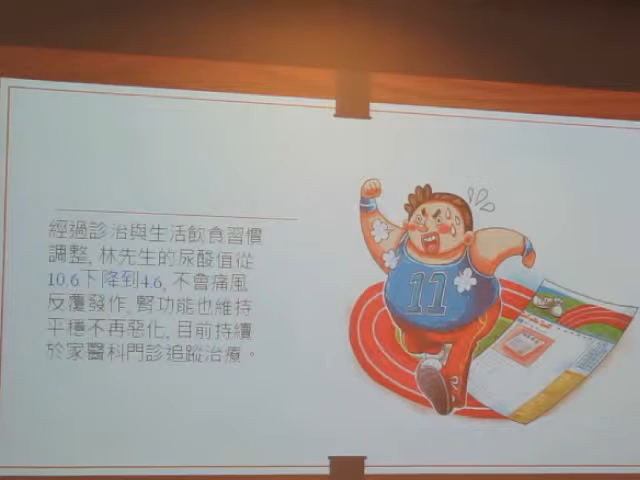 經過診治與生活飲食習慣
調整, 林先生的尿酸值從
10.6下降到4.6, 不會痛風
反覆發作, 腎功能也維持
平穩不再惡化, 目前持續
於家醫科門診追蹤治療。
11